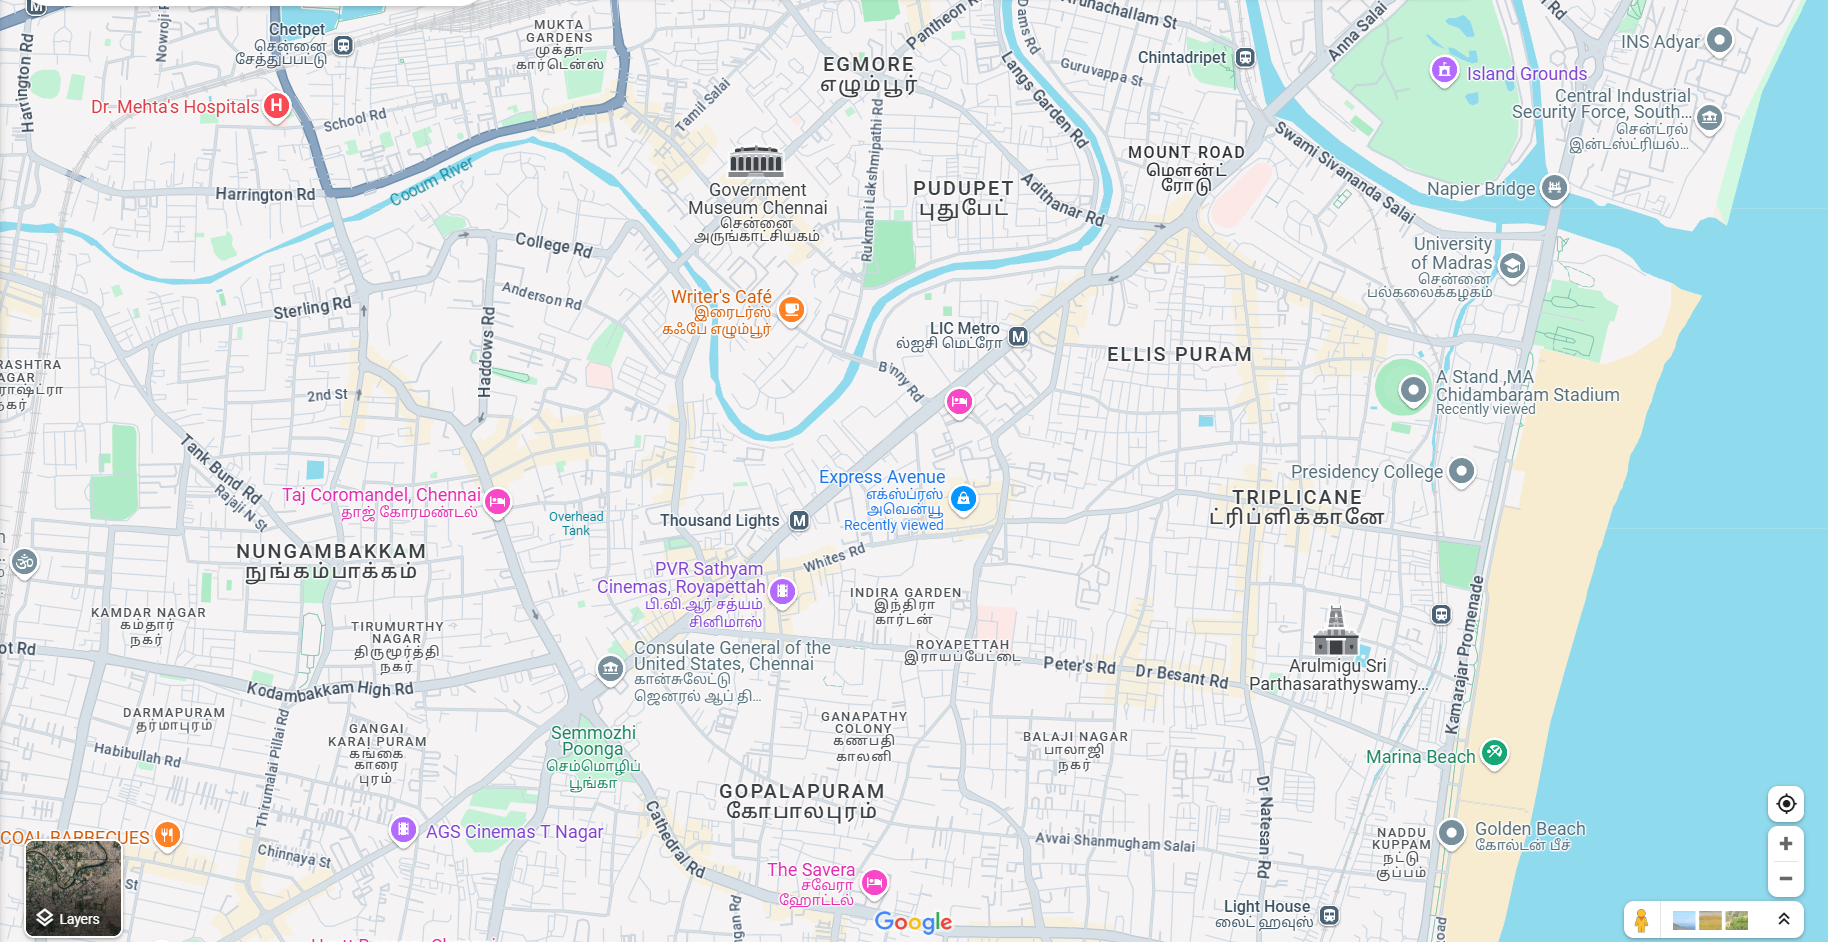 Chetpet
சென்னை
சேத்துப்பட்டு
MUKTA
GARDENS
முக்தா
கார்டென்ஸ்
EGMORE
எழும்பூர்
Pantheon
Dams Rd
Arunachallam St
Chintadripet
Guruvappa St
Langs Garden Rd
Anna Salai
INS Adyar
Island Grounds
Central Industrial
Security Force, South...
சென்ட்ரல்
இன்டஸ்ட்ரியல்...
Harrington Rd
Dr. Mehta's Hospitals
School Rd
Tamil Salai
Cooum River
Harrington Rd
Government
Museum Chennai
சென்னை
அருங்காட்சியகம்
Rukmani Lakshmipathi Rd
PUDUPET
புதுபேட்
Adithanar Rd
MOUNT ROAD
மௌன்ட்
ரோடு
Swami Sivananda Salai
Napier Bridge
University
of Madras
சென்னை
பல்கலைக்கழகம்
College Rd
Anderson Rd
Sterling Rd
Haddows Rd
Writer's Café
இரைடர்ஸ்
கஃபே எழும்பூர்
LIC Metro
ல்ஐசி மெட்ரோ
Binny Rd
ELLIS PURAM
A Stand ,MA
Chidambaram Stadium
Recently viewed
2nd St
Tank Bund Rd
Rajaji N St
Taj Coromandel, Chennai
தாஜ் கோரமண்டல்
Overhead
Tank
Thousand Lights
Express Avenue
எக்ஸ்ப்ரஸ்
அவென்யூ
Recently viewed
Whites Rd
Presidency College
TRIPLICANE
ட்ரிப்ளிக்கானே
NUNGAMBAKKAM
நுங்கம்பாக்கம்
PVR Sathyam
Cinemas, Royapettah
பி.வி.ஆர் சத்யம்
சினிமாஸ்
INDIRA GARDEN
இந்திரா
கார்டன்
KAMDAR NAGAR
கம்தார்
நகர்
TIRUMURTHY
NAGAR
திருமூர்த்தி
நகர்
Consulate General of the
United States, Chennai
கான்சுலேட்டு
ஜெனரல் ஆப் தி...
ROYAPETTAH
இராயப்பேட்டை
Peter's Rd
Dr Besant Rd
Arulmigu Sri
Parthasarathyswamy...
Kamarajar Promenade
Kodambakkam High Rd
DARMAPURAM
தர்மாபுரம்
Habibullah Rd
Thirumalai Pillai Rd
GANGAI
KARAI PURAM
கங்கை
காரை
புரம்
Semmozhi
Poonga
செம்மொழிப்
பூங்கா
GANAPATHY
COLONY
கணபதி
காலனி
BALAJI NAGAR
பாலாஜி
நகர்
Marina Beach
GOPALAPURAM
கோபாலபுரம்
Cathedral Rd
Dr Natesan Rd
Avvai Shanmugham Salai
NADDU
KUPPAM
நட்டு
குப்பம்
Golden Beach
கோல்டன் பீச்
COAL BARBECUES
AGS Cinemas T Nagar
Chinnaya St
The Savera
சவேரா
ஹோட்டல்
Light House
லைட் ஹவுஸ்
Layers
Google